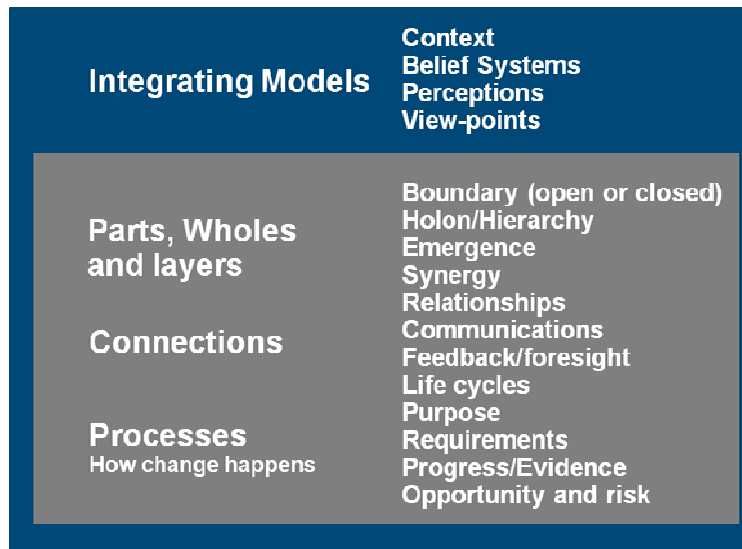 Integrating Models
Context
Belief Systems
Perceptions
View-points
Parts, Wholes
and layers
Boundary (open or closed)
Holon/Hierarchy
Emergence
Synergy
Connections
Relationships
Communications
Feedback/foresight
Life cycles
Processes
How change happens
Purpose
Requirements
Progress/Evidence
Opportunity and risk